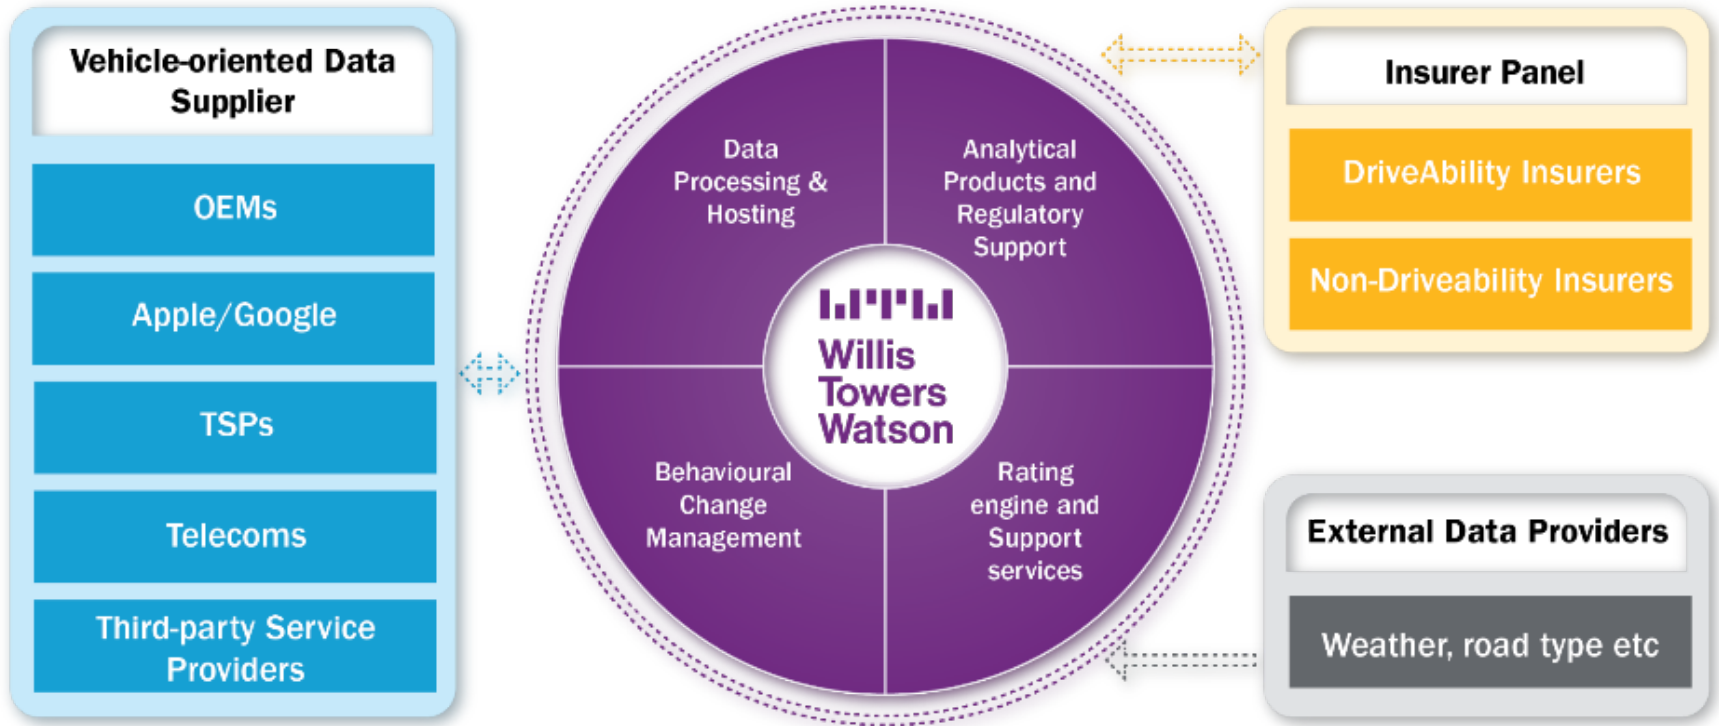 Vehicle-oriented Data
Supplier
OEMs
Apple/Google
TSPs
Telecoms
Third-party Service
Providers
Data
Processing &
Hosting
Analytical
Products and
Regulatory
Support
Willis
Towers
Watson
Behavioural
Change
Management
Rating
engine and
Support
services
Insurer Panel
DriveAbility Insurers
Non-Driveability Insurers
External Data Providers
Weather, road type etc